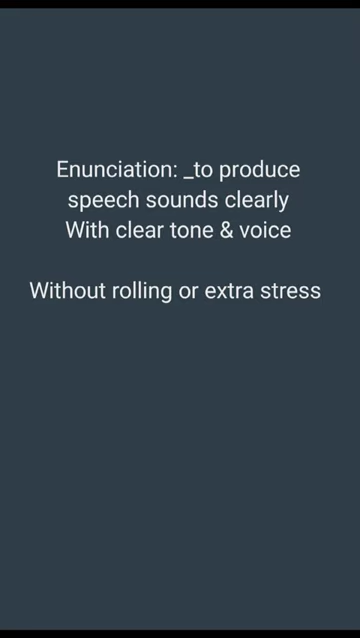 Enunciation: _to produce
speech sounds clearly
With clear tone & voice
Without rolling or extra stress